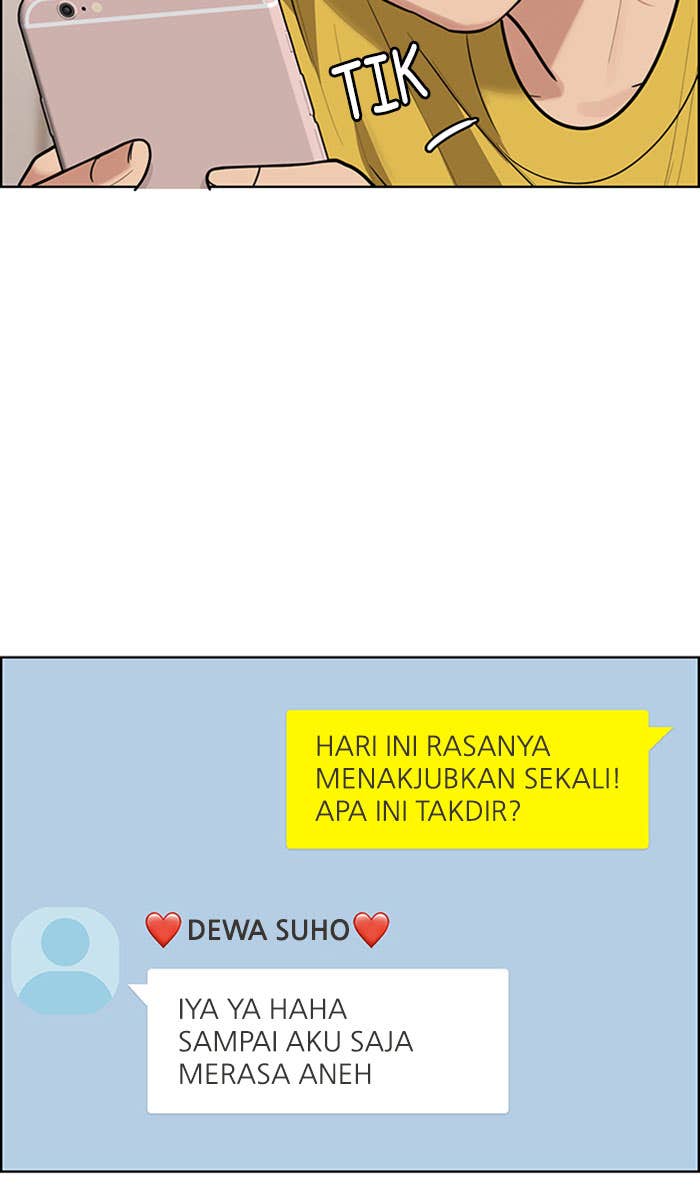 TIK
HARI INI RASANYA
MENAKJUBKAN SEKALI!
APA INI TAKDIR?
❤️DEWA SUHO❤️
IYA YA HAHA
SAMPAI AKU SAJA
MERASA ANEH